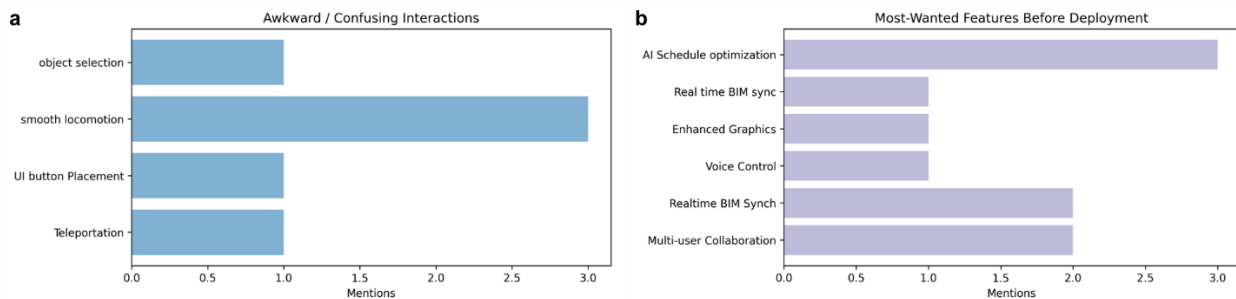 a
Awkward / Confusing Interactions
object selection
smooth locomotion
UI button Placement
Teleportation
0.0 0.5 1.0 1.5 2.0 2.5 3.0
Mentions
b
Most-Wanted Features Before Deployment
AI Schedule optimization
Real time BIM sync
Enhanced Graphics
Voice Control
Realtime BIM Synch
Multi-user Collaboration
0.0 0.5 1.0 1.5 2.0 2.5 3.0
Mentions